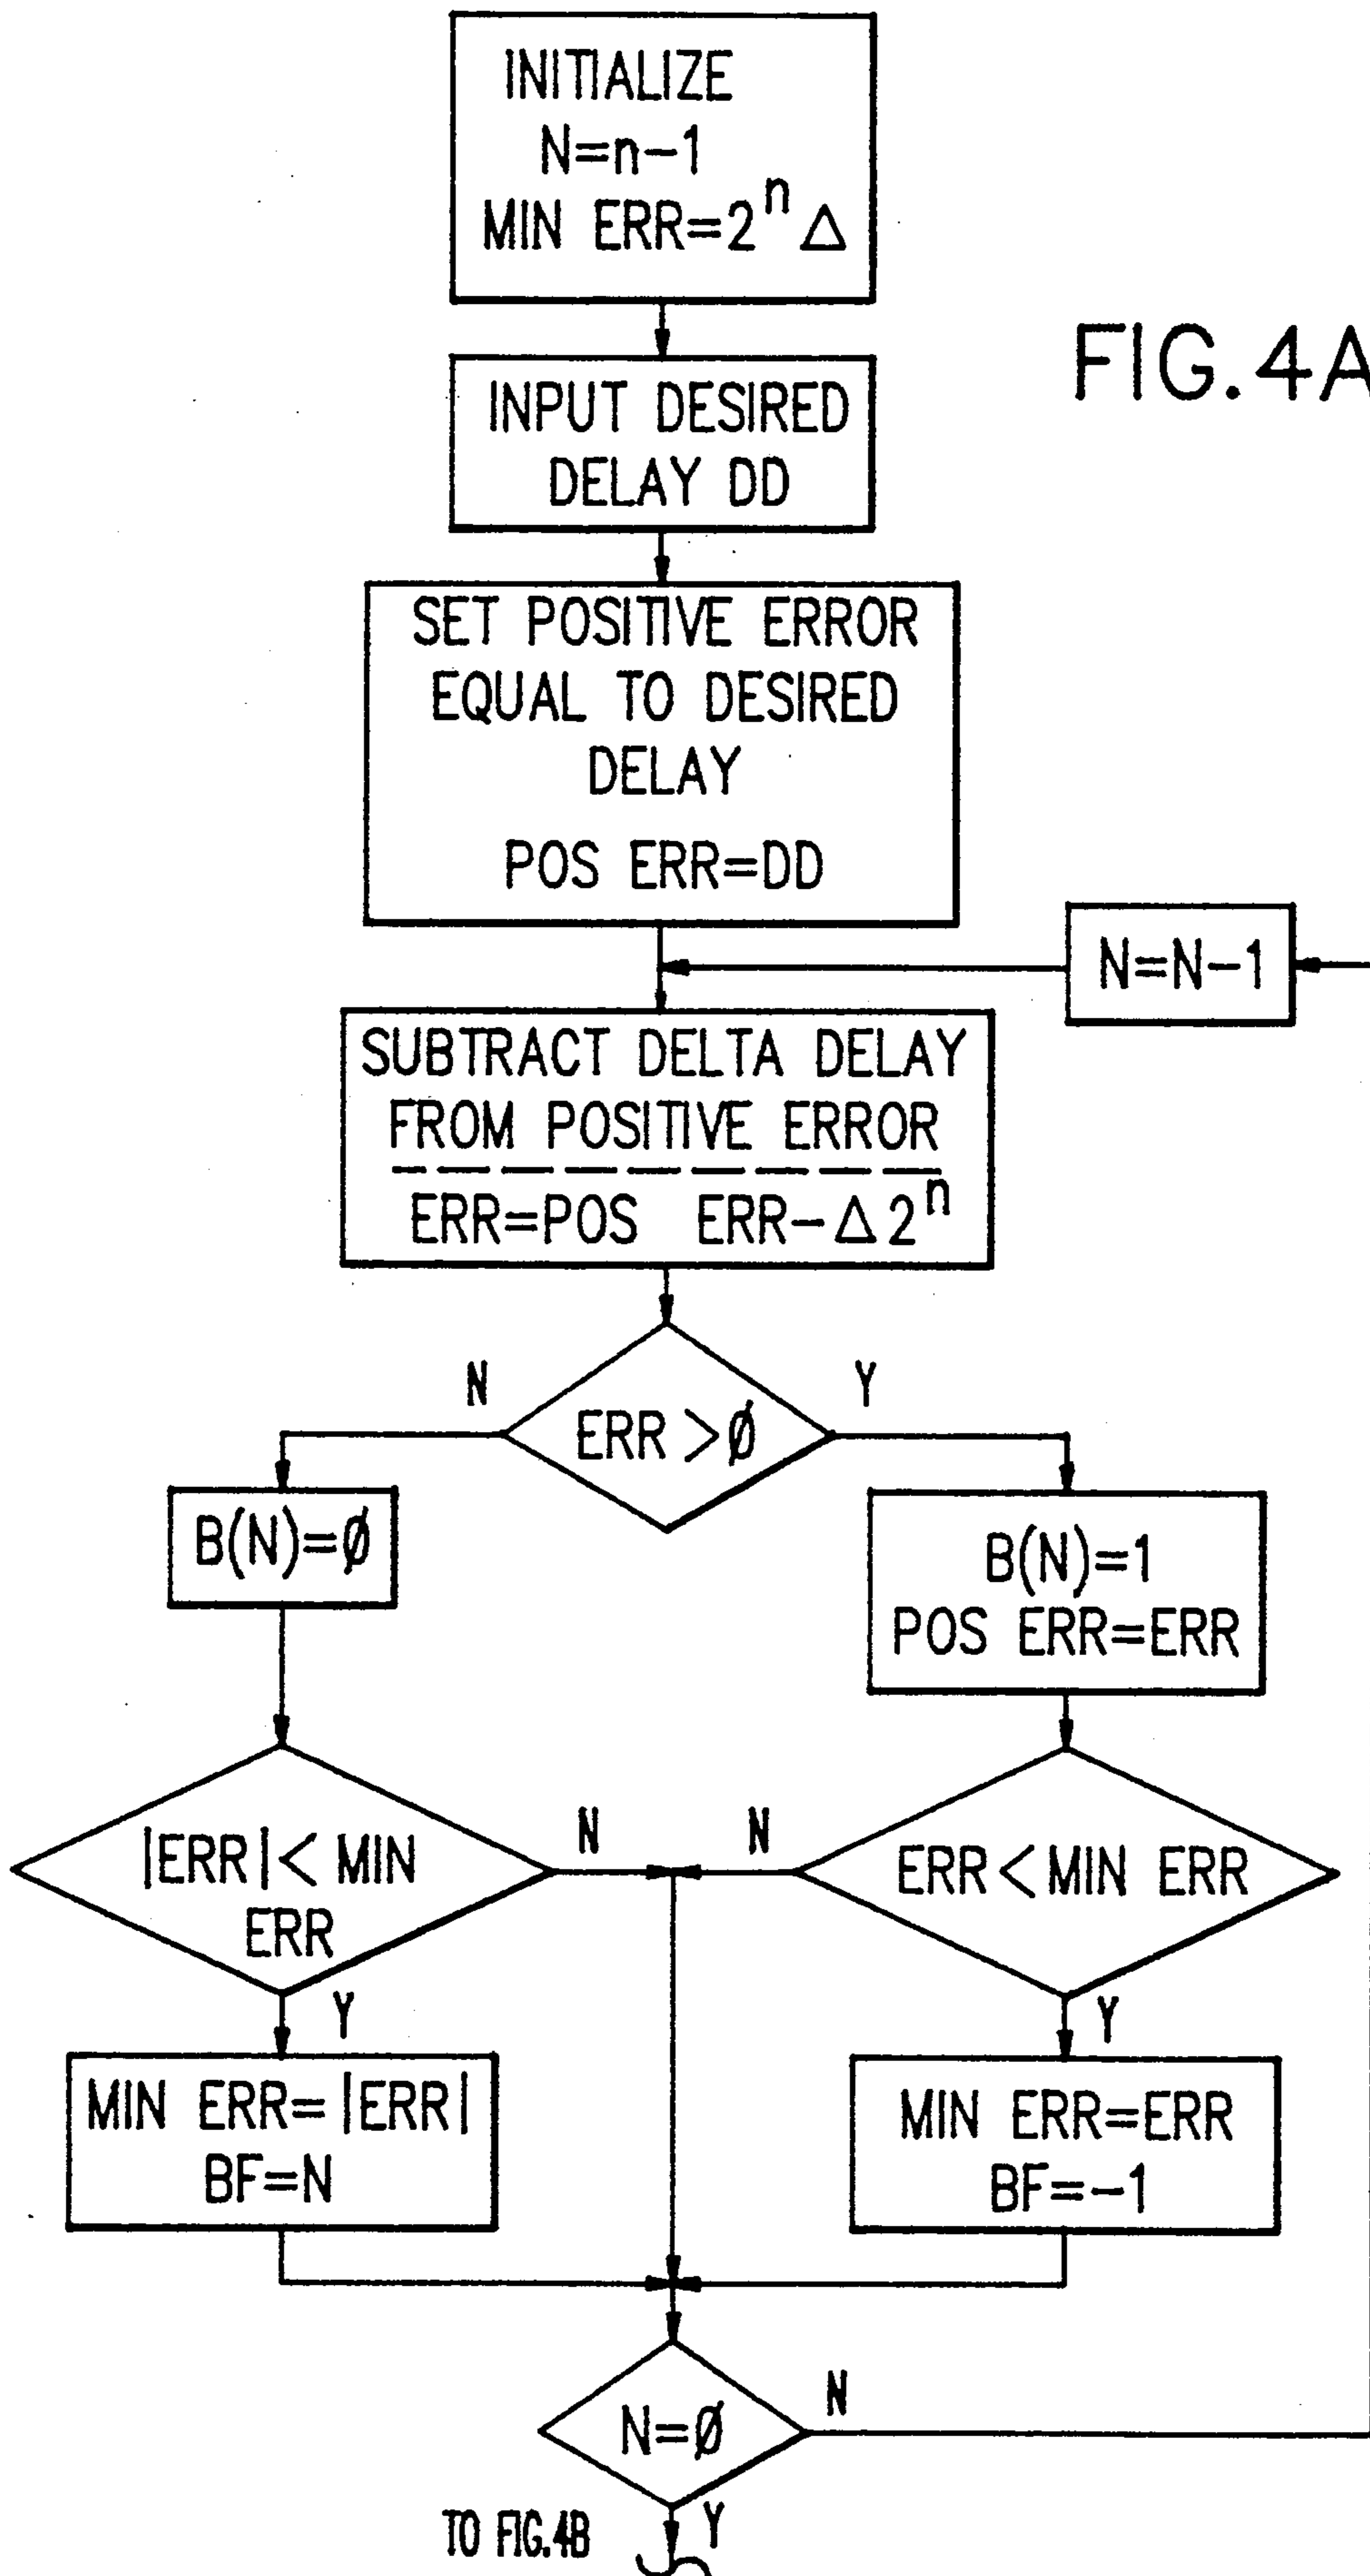 INITIALIZE
N=n-1
MIN ERR=2ⁿ Δ
FIG.4A
INPUT DESIRED
DELAY DD
SET POSITIVE ERROR
EQUAL TO DESIRED
DELAY
POS ERR=DD
N=N-1
SUBTRACT DELTA DELAY
FROM POSITIVE ERROR
ERR=POS ERR-Δ2ⁿ
N
Y
ERR>Ø
B(N)=Ø
B(N)=1
POS ERR=ERR
|ERR|< MIN
ERR
N
N
ERR<MIN ERR
Y
Y
MIN ERR=|ERR|
BF=N
MIN ERR=ERR
BF=-1
N=Ø
N
TO FIG.4B
Y